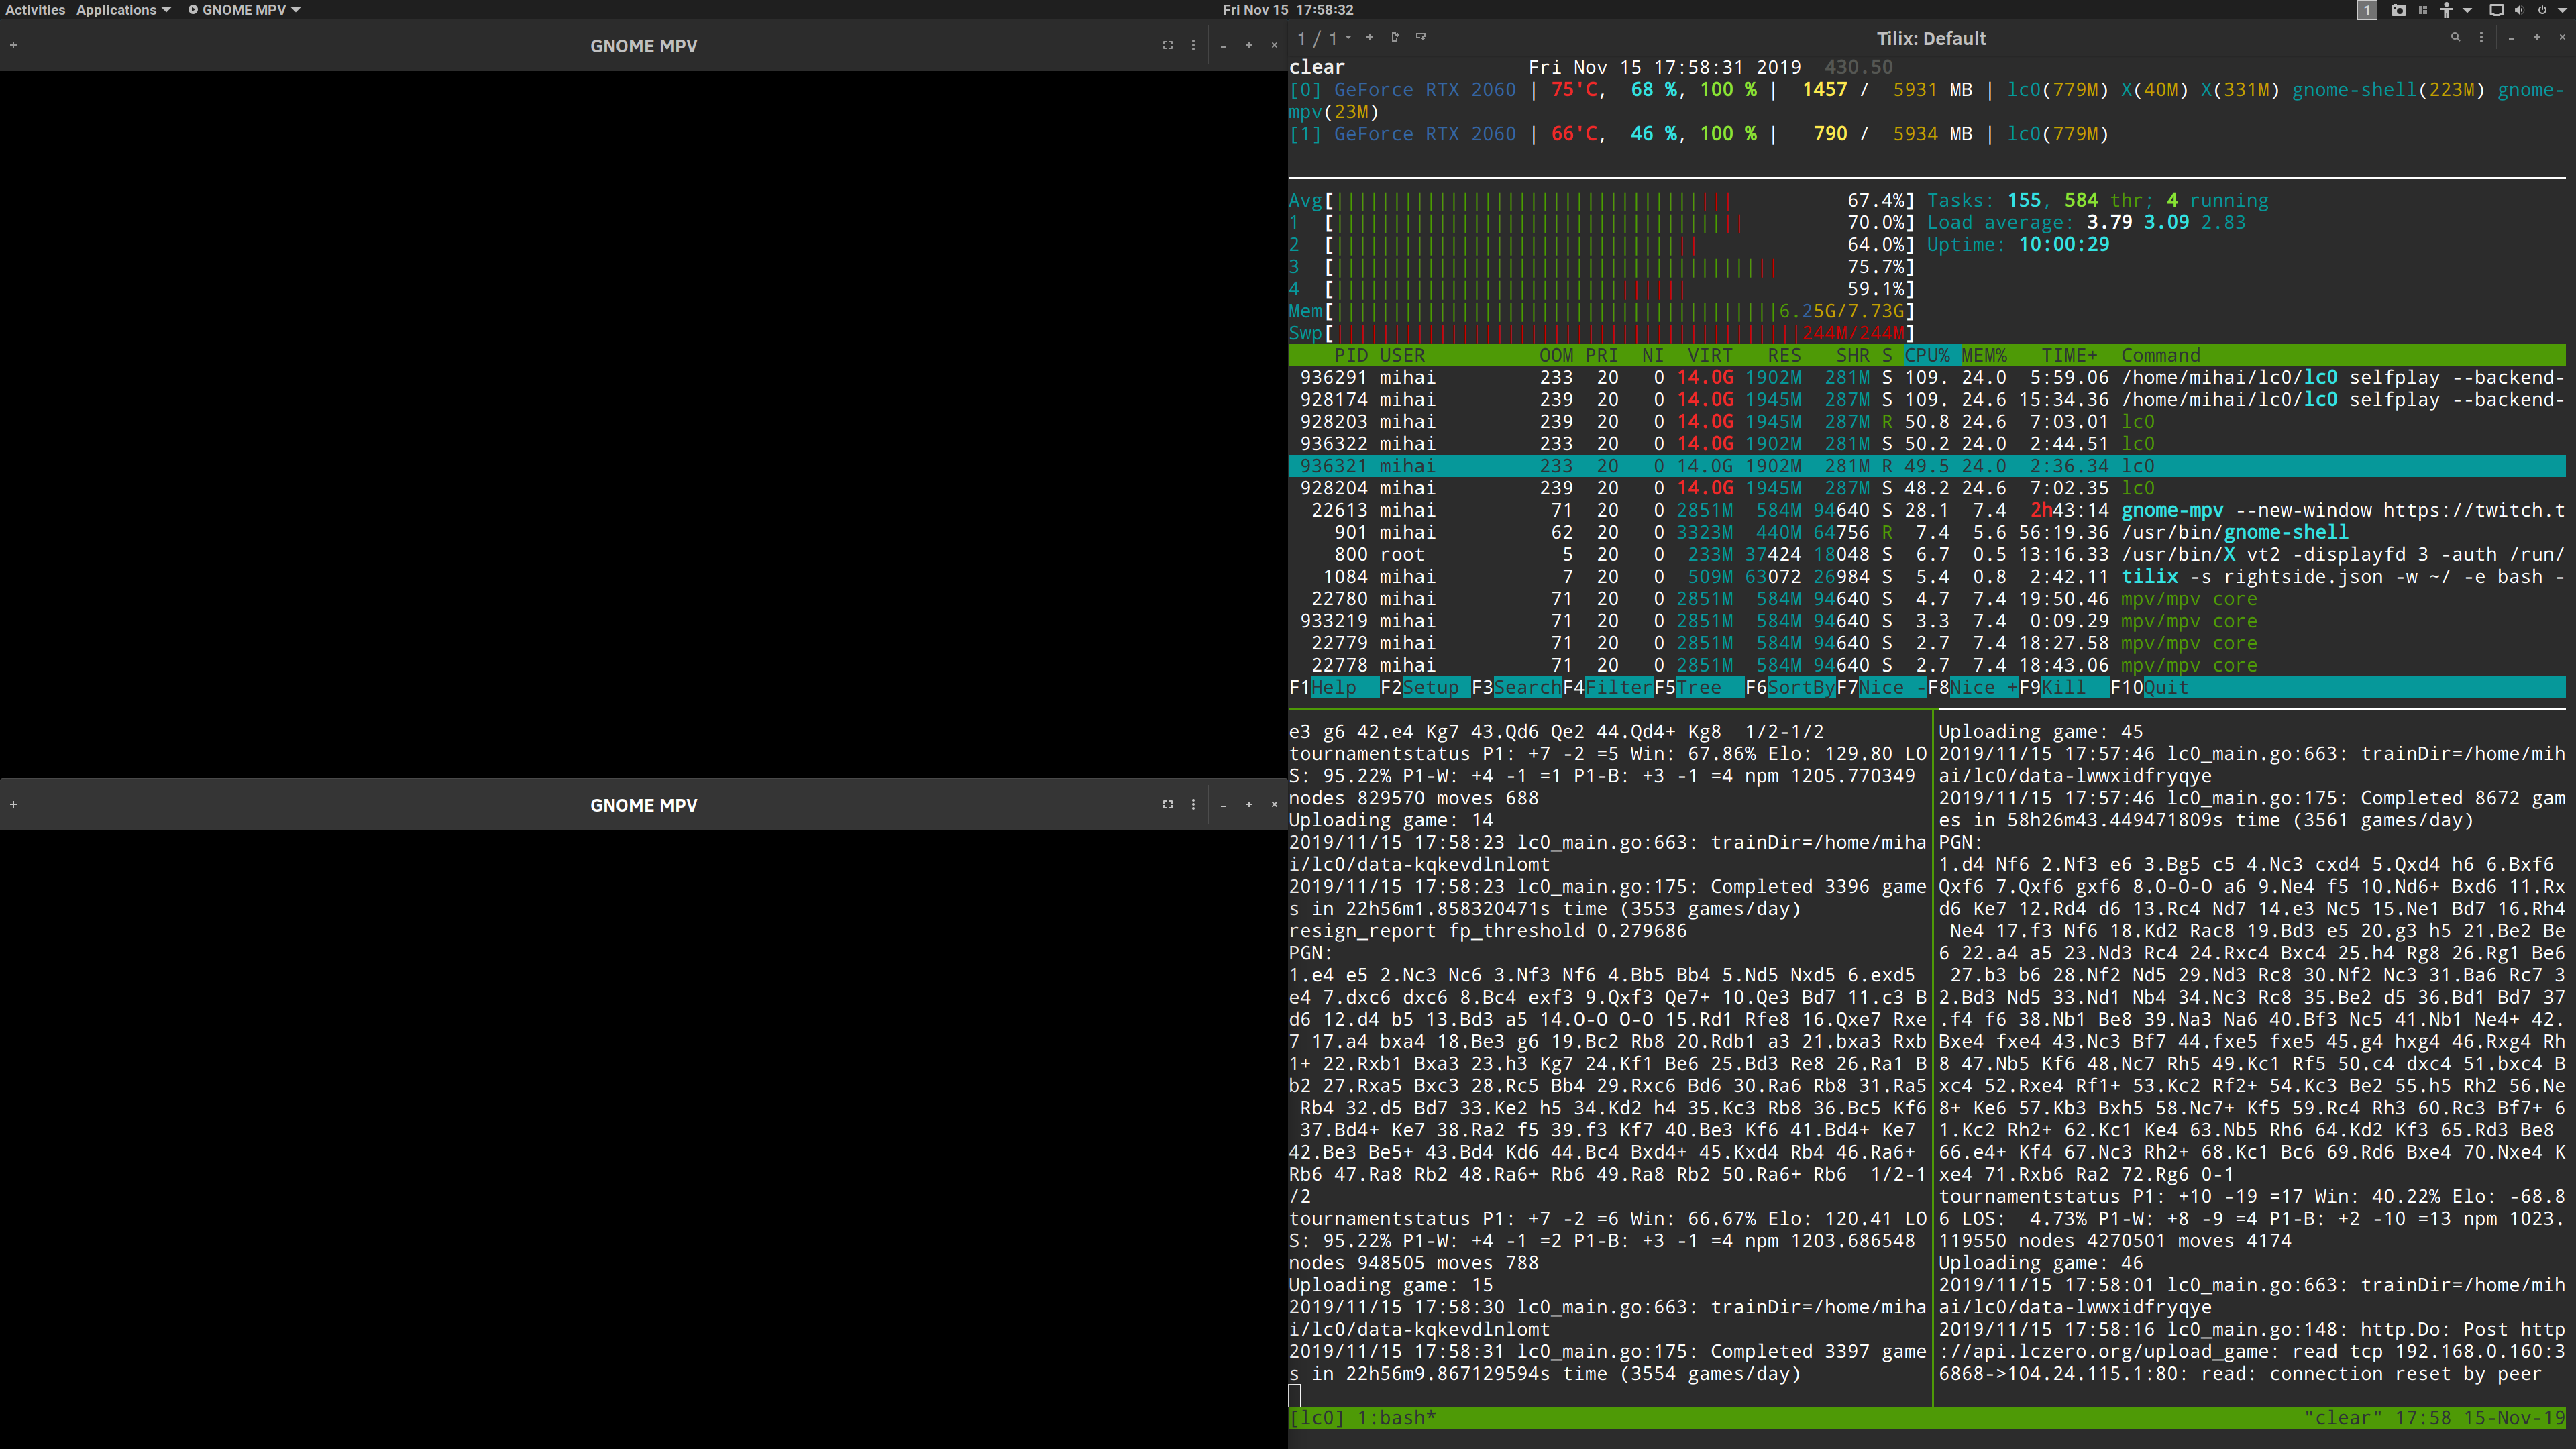 Activities Applications GNOME MPV Fri Nov 15 17:58:32 1
GNOME MPV
GNOME MPV
1 / 1 Tilix: Default
clear Fri Nov 15 17:58:31 2019 430.50
[0] GeForce RTX 2060 | 75'C, 68 %, 100 % | 1457 / 5931 MB | lc0(779M) X(40M) X(331M) gnome-shell(223M) gnome-
mpv(23M)
[1] GeForce RTX 2060 | 66'C, 46 %, 100 % | 790 / 5934 MB | lc0(779M)
Avg[ 67.4%] Tasks: 155, 584 thr; 4 running
1 [ 70.0%] Load average: 3.79 3.09 2.83
2 [ 64.0%] Uptime: 10:00:29
3 [ 75.7%]
4 [ 59.1%]
Mem[ 6.25G/7.73G]
Swp[ 244M/244M]
PID USER OOM PRI NI VIRT RES SHR S CPU% MEM% TIME+ Command
936291 mihai 233 20 0 14.0G 1902M 281M S 109. 24.0 5:59.06 /home/mihai/lc0/lc0 selfplay --backend-
928174 mihai 239 20 0 14.0G 1945M 287M S 109. 24.6 15:34.36 /home/mihai/lc0/lc0 selfplay --backend-
928203 mihai 239 20 0 14.0G 1945M 287M R 50.8 24.6 7:03.01 lc0
936322 mihai 233 20 0 14.0G 1902M 281M S 50.2 24.0 2:44.51 lc0
936321 mihai 233 20 0 14.0G 1902M 281M R 49.5 24.0 2:36.34 lc0
928204 mihai 239 20 0 14.0G 1945M 287M S 48.2 24.6 7:02.35 lc0
22613 mihai 71 20 0 2851M 584M 94640 S 28.1 7.4 2h43:14 gnome-mpv --new-window https://twitch.t
901 mihai 62 20 0 3323M 440M 64756 R 7.4 5.6 56:19.36 /usr/bin/gnome-shell
800 root 5 20 0 233M 37424 18048 S 6.7 0.5 13:16.33 /usr/bin/X vt2 -displayfd 3 -auth /run/
1084 mihai 7 20 0 509M 63072 26984 S 5.4 0.8 2:42.11 tilix -s rightside.json -w ~/ -e bash -
22780 mihai 71 20 0 2851M 584M 94640 S 4.7 7.4 19:50.46 mpv/mpv core
933219 mihai 71 20 0 2851M 584M 94640 S 3.3 7.4 0:09.29 mpv/mpv core
22779 mihai 71 20 0 2851M 584M 94640 S 2.7 7.4 18:27.58 mpv/mpv core
22778 mihai 71 20 0 2851M 584M 94640 S 2.7 7.4 18:43.06 mpv/mpv core
F1Help F2Setup F3SearchF4FilterF5Tree F6SortByF7Nice -F8Nice +F9Kill F10Quit
e3 g6 42.e4 Kg7 43.Qd6 Qe2 44.Qd4+ Kg8 1/2-1/2
tournamentstatus P1: +7 -2 =5 Win: 67.86% Elo: 129.80 LO
S: 95.22% P1-W: +4 -1 =1 P1-B: +3 -1 =4 npm 1205.770349
nodes 829570 moves 688
Uploading game: 14
2019/11/15 17:58:23 lc0_main.go:663: trainDir=/home/miha
i/lc0/data-kqkevdlnlomt
2019/11/15 17:58:23 lc0_main.go:175: Completed 3396 game
s in 22h56m1.858320471s time (3553 games/day)
resign_report fp_threshold 0.279686
PGN:
1.e4 e5 2.Nc3 Nc6 3.Nf3 Nf6 4.Bb5 Bb4 5.Nd5 Nxd5 6.exd5
e4 7.dxc6 dxc6 8.Bc4 exf3 9.Qxf3 Qe7+ 10.Qe3 Bd7 11.c3 B
d6 12.d4 b5 13.Bd3 a5 14.O-O O-O 15.Rd1 Rfe8 16.Qxe7 Rxe
7 17.a4 bxa4 18.Be3 g6 19.Bc2 Rb8 20.Rdb1 a3 21.bxa3 Rxb
1+ 22.Rxb1 Bxa3 23.h3 Kg7 24.Kf1 Be6 25.Bd3 Re8 26.Ra1 B
b2 27.Rxa5 Bxc3 28.Rc5 Bb4 29.Rxc6 Bd6 30.Ra6 Rb8 31.Ra5
Rb4 32.d5 Bd7 33.Ke2 h5 34.Kd2 h4 35.Kc3 Rb8 36.Bc5 Kf6
37.Bd4+ Ke7 38.Ra2 f5 39.f3 Kf7 40.Be3 Kf6 41.Bd4+ Ke7
42.Be3 Be5+ 43.Bd4 Kd6 44.Bc4 Bxd4+ 45.Kxd4 Rb4 46.Ra6+
Rb6 47.Ra8 Rb2 48.Ra6+ Rb6 49.Ra8 Rb2 50.Ra6+ Rb6 1/2-1
/2
tournamentstatus P1: +7 -2 =6 Win: 66.67% Elo: 120.41 LO
S: 95.22% P1-W: +4 -1 =2 P1-B: +3 -1 =4 npm 1203.686548
nodes 948505 moves 788
Uploading game: 15
2019/11/15 17:58:30 lc0_main.go:663: trainDir=/home/miha
i/lc0/data-kqkevdlnlomt
2019/11/15 17:58:31 lc0_main.go:175: Completed 3397 game
s in 22h56m9.867129594s time (3554 games/day)
Uploading game: 45
2019/11/15 17:57:46 lc0_main.go:663: trainDir=/home/mih
ai/lc0/data-lwwxidfryqye
2019/11/15 17:57:46 lc0_main.go:175: Completed 8672 gam
es in 58h26m43.449471809s time (3561 games/day)
PGN:
1.d4 Nf6 2.Nf3 e6 3.Bg5 c5 4.Nc3 cxd4 5.Qxd4 h6 6.Bxf6
Qxf6 7.Qxf6 gxf6 8.O-O-O a6 9.Ne4 f5 10.Nd6+ Bxd6 11.Rx
d6 Ke7 12.Rd4 d6 13.Rc4 Nd7 14.e3 Nc5 15.Ne1 Bd7 16.Rh4
Ne4 17.f3 Nf6 18.Kd2 Rac8 19.Bd3 e5 20.g3 h5 21.Be2 Be
6 22.a4 a5 23.Nd3 Rc4 24.Rxc4 Bxc4 25.h4 Rg8 26.Rg1 Be6
27.b3 b6 28.Nf2 Nd5 29.Nd3 Rc8 30.Nf2 Nc3 31.Ba6 Rc7 3
2.Bd3 Nd5 33.Nd1 Nb4 34.Nc3 Rc8 35.Be2 d5 36.Bd1 Bd7 37
.f4 f6 38.Nb1 Be8 39.Na3 Na6 40.Bf3 Nc5 41.Nb1 Ne4+ 42.
Bxe4 fxe4 43.Nc3 Bf7 44.fxe5 fxe5 45.g4 hxg4 46.Rxg4 Rh
8 47.Nb5 Kf6 48.Nc7 Rh5 49.Kc1 Rf5 50.c4 dxc4 51.bxc4 B
xc4 52.Rxe4 Rf1+ 53.Kc2 Rf2+ 54.Kc3 Be2 55.h5 Rh2 56.Ne
8+ Ke6 57.Kb3 Bxh5 58.Nc7+ Kf5 59.Rc4 Rh3 60.Rc3 Bf7+ 6
1.Kc2 Rh2+ 62.Kc1 Ke4 63.Nb5 Rh6 64.Kd2 Kf3 65.Rd3 Be8
66.e4+ Kf4 67.Nc3 Rh2+ 68.Kc1 Bc6 69.Rd6 Bxe4 70.Nxe4 K
xe4 71.Rxb6 Ra2 72.Rg6 0-1
tournamentstatus P1: +10 -19 =17 Win: 40.22% Elo: -68.8
6 LOS: 4.73% P1-W: +8 -9 =4 P1-B: +2 -10 =13 npm 1023.
119550 nodes 4270501 moves 4174
Uploading game: 46
2019/11/15 17:58:01 lc0_main.go:663: trainDir=/home/mih
ai/lc0/data-lwwxidfryqye
2019/11/15 17:58:16 lc0_main.go:148: http.Do: Post http
://api.lczero.org/upload_game: read tcp 192.168.0.160:3
6868->104.24.115.1:80: read: connection reset by peer
[lc0] 1:bash* "clear" 17:58 15-Nov-19